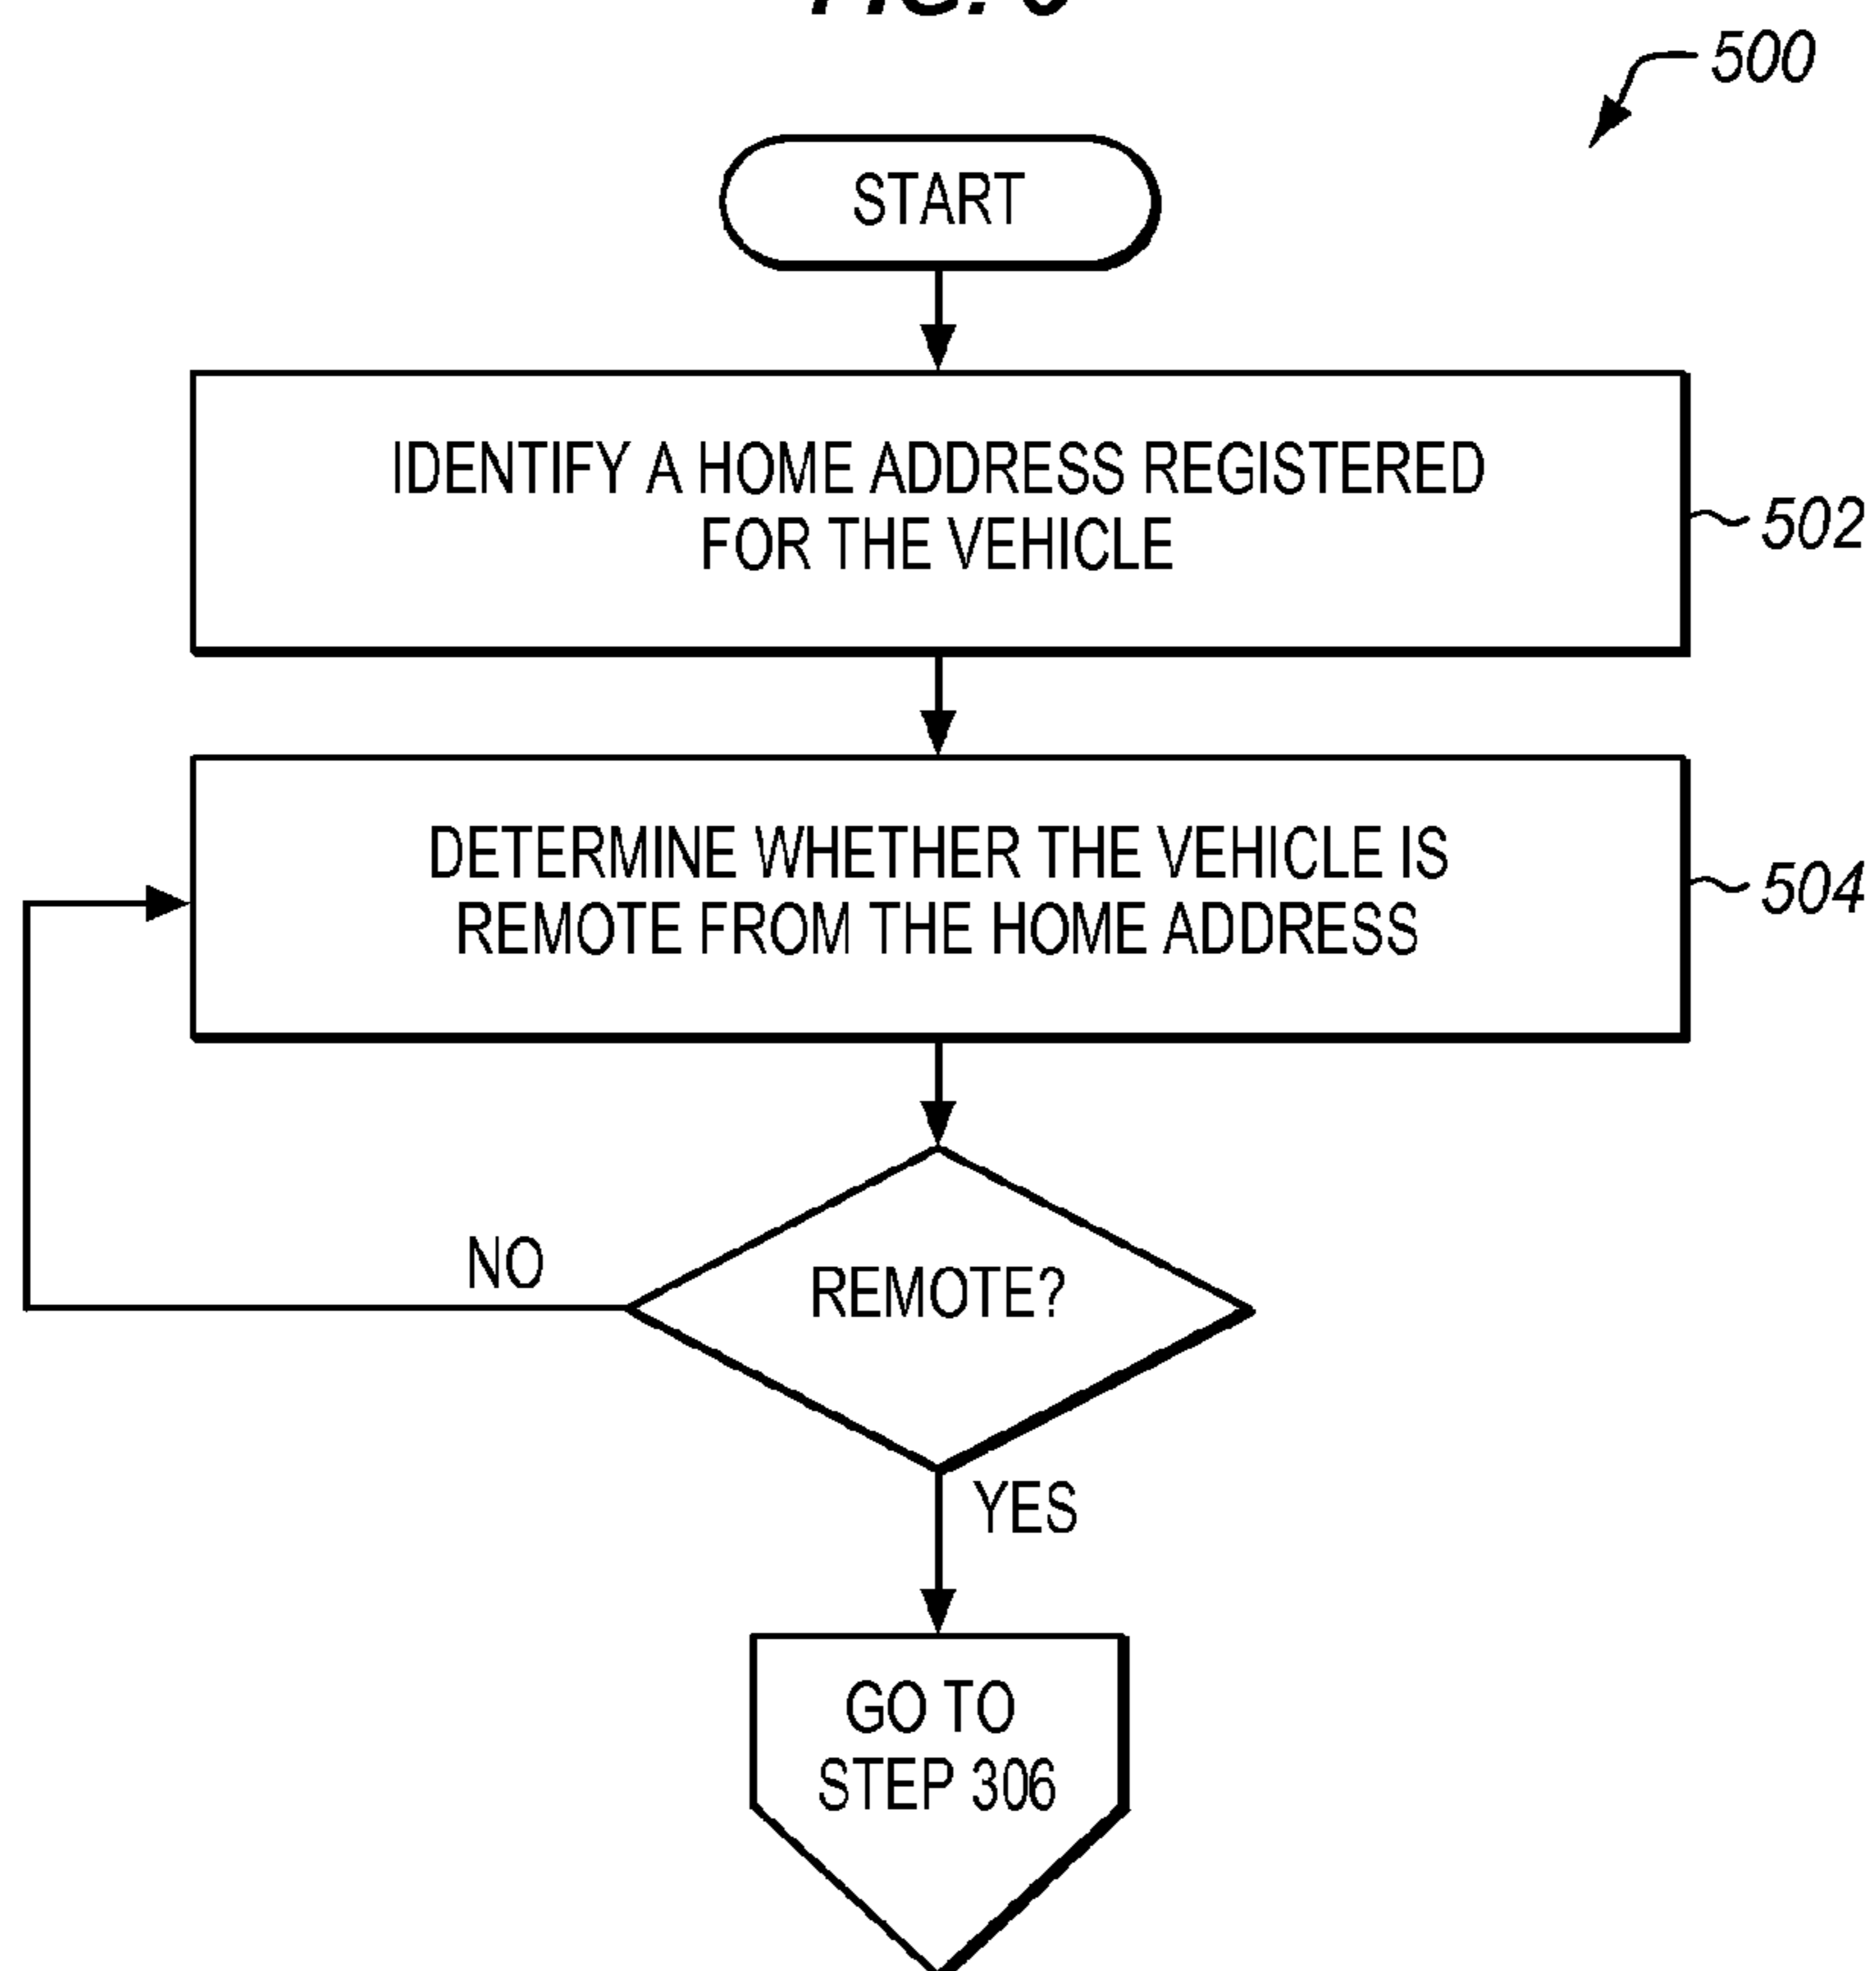 500
START
IDENTIFY A HOME ADDRESS REGISTERED
FOR THE VEHICLE
502
DETERMINE WHETHER THE VEHICLE IS
REMOTE FROM THE HOME ADDRESS
504
NO
REMOTE?
YES
GO TO
STEP 306